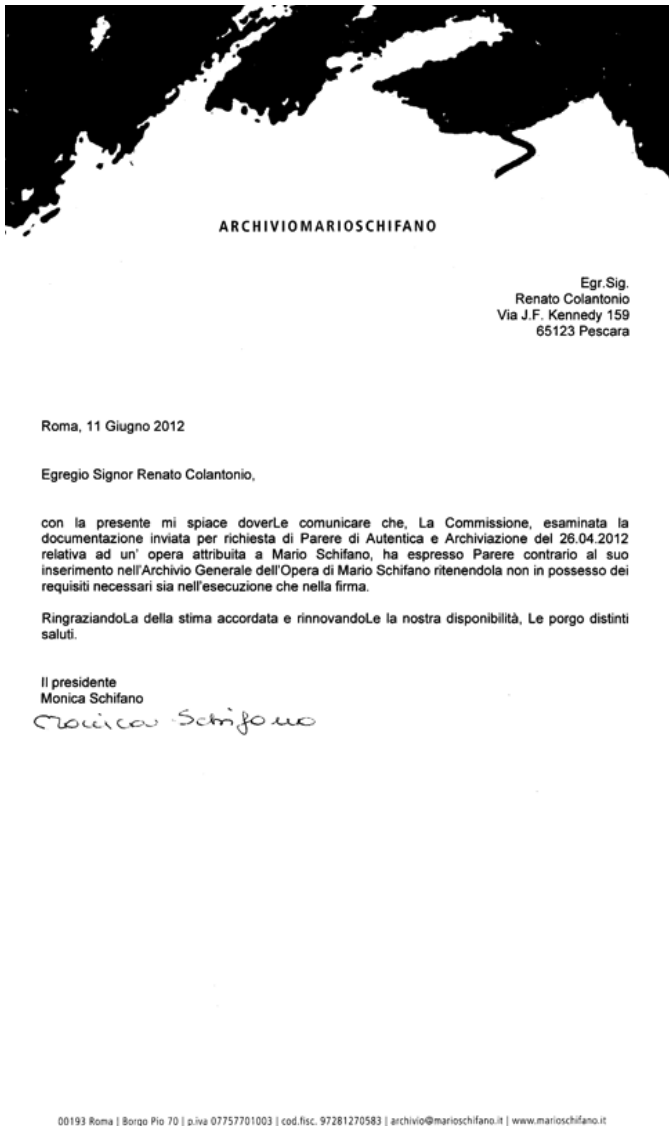 ARCHIVIOMARIOSCHIFANO
Egr.Sig.
Renato Colantonio
Via J.F. Kennedy 159
65123 Pescara
Roma, 11 Giugno 2012
Egregio Signor Renato Colantonio,
con la presente mi spiace doverLe comunicare che, La Commissione, esaminata la
documentazione inviata per richiesta di Parere di Autentica e Archiviazione del 26.04.2012
relativa ad un' opera attribuita a Mario Schifano, ha espresso Parere contrario al suo
inserimento nell'Archivio Generale dell'Opera di Mario Schifano ritenendola non in possesso dei
requisiti necessari sia nell'esecuzione che nella firma.
RingraziandoLa della stima accordata e rinnovandoLe la nostra disponibilità, Le porgo distinti
saluti.
Il presidente
Monica Schifano
Monica Schifano
00193 Roma | Borgo Pio 70 | p.iva 07757701003 | cod.fisc. 97281270583 | archivio@marioschifano.it | www.marioschifano.it